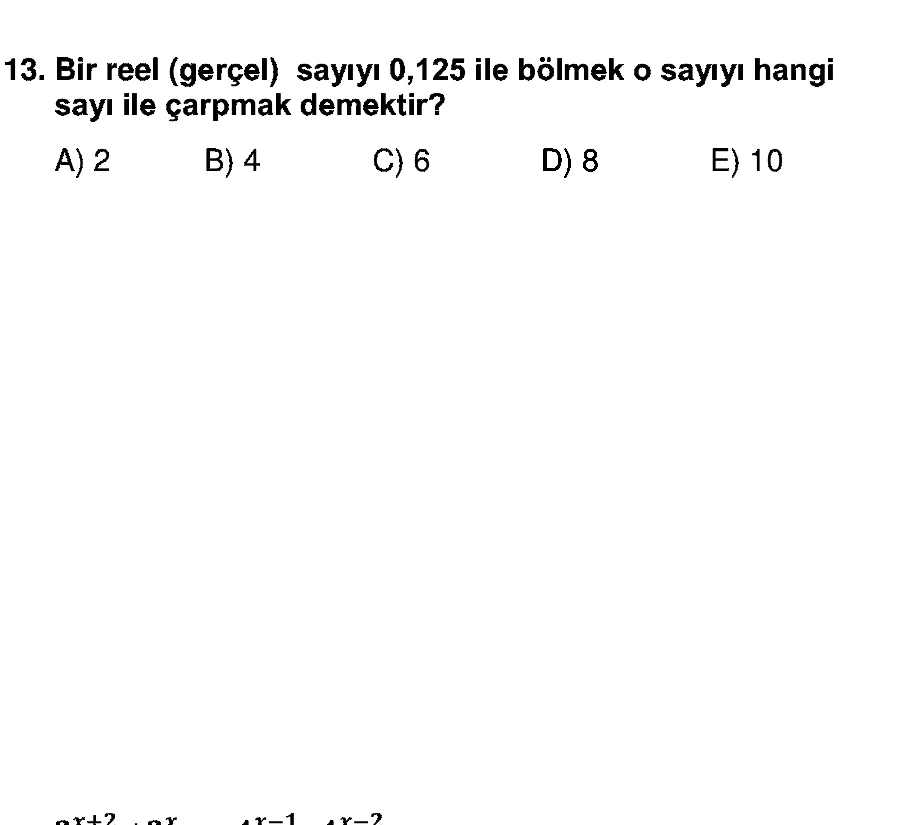 13. Bir reel (gerçel) sayıyı 0,125 ile bölmek o sayıyı hangi
sayı ile çarpmak demektir?
A) 2 B) 4 C) 6 D) 8 E) 10